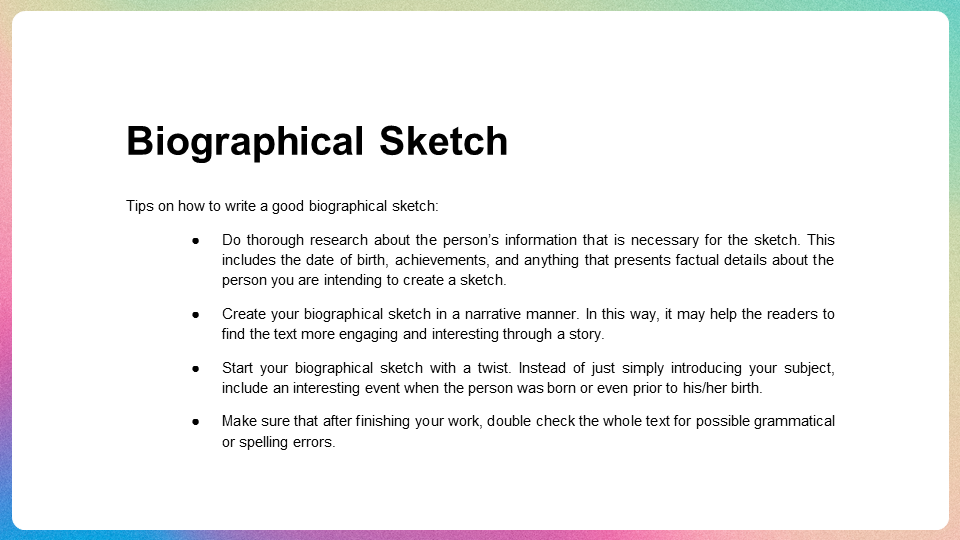 Biographical Sketch
Tips on how to write a good biographical sketch:
● Do thorough research about the person’s information that is necessary for the sketch. This
includes the date of birth, achievements, and anything that presents factual details about the
person you are intending to create a sketch.
● Create your biographical sketch in a narrative manner. In this way, it may help the readers to
find the text more engaging and interesting through a story.
● Start your biographical sketch with a twist. Instead of just simply introducing your subject,
include an interesting event when the person was born or even prior to his/her birth.
● Make sure that after finishing your work, double check the whole text for possible grammatical
or spelling errors.